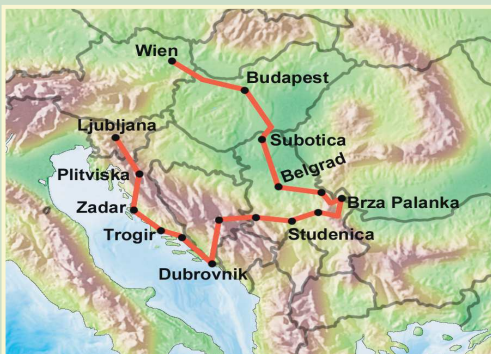 Wien
Budapest
Ljubljana
Subotica
Plitviska
Belgrad
Zadar
Brza Palanka
Trogir
Studenica
Dubrovnik